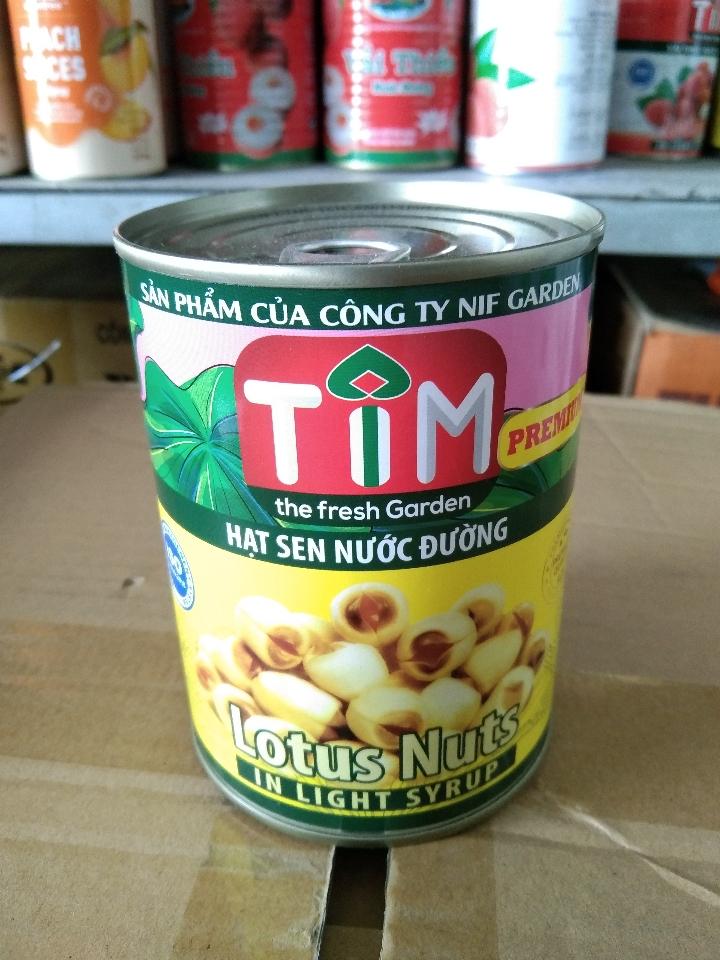 SẢN PHẨM CỦA CÔNG TY NIF GARDEN
TîM
PREMIUM
the fresh Garden
HẠT SEN NƯỚC ĐƯỜNG
Lotus Nuts
IN LIGHT SYRUP